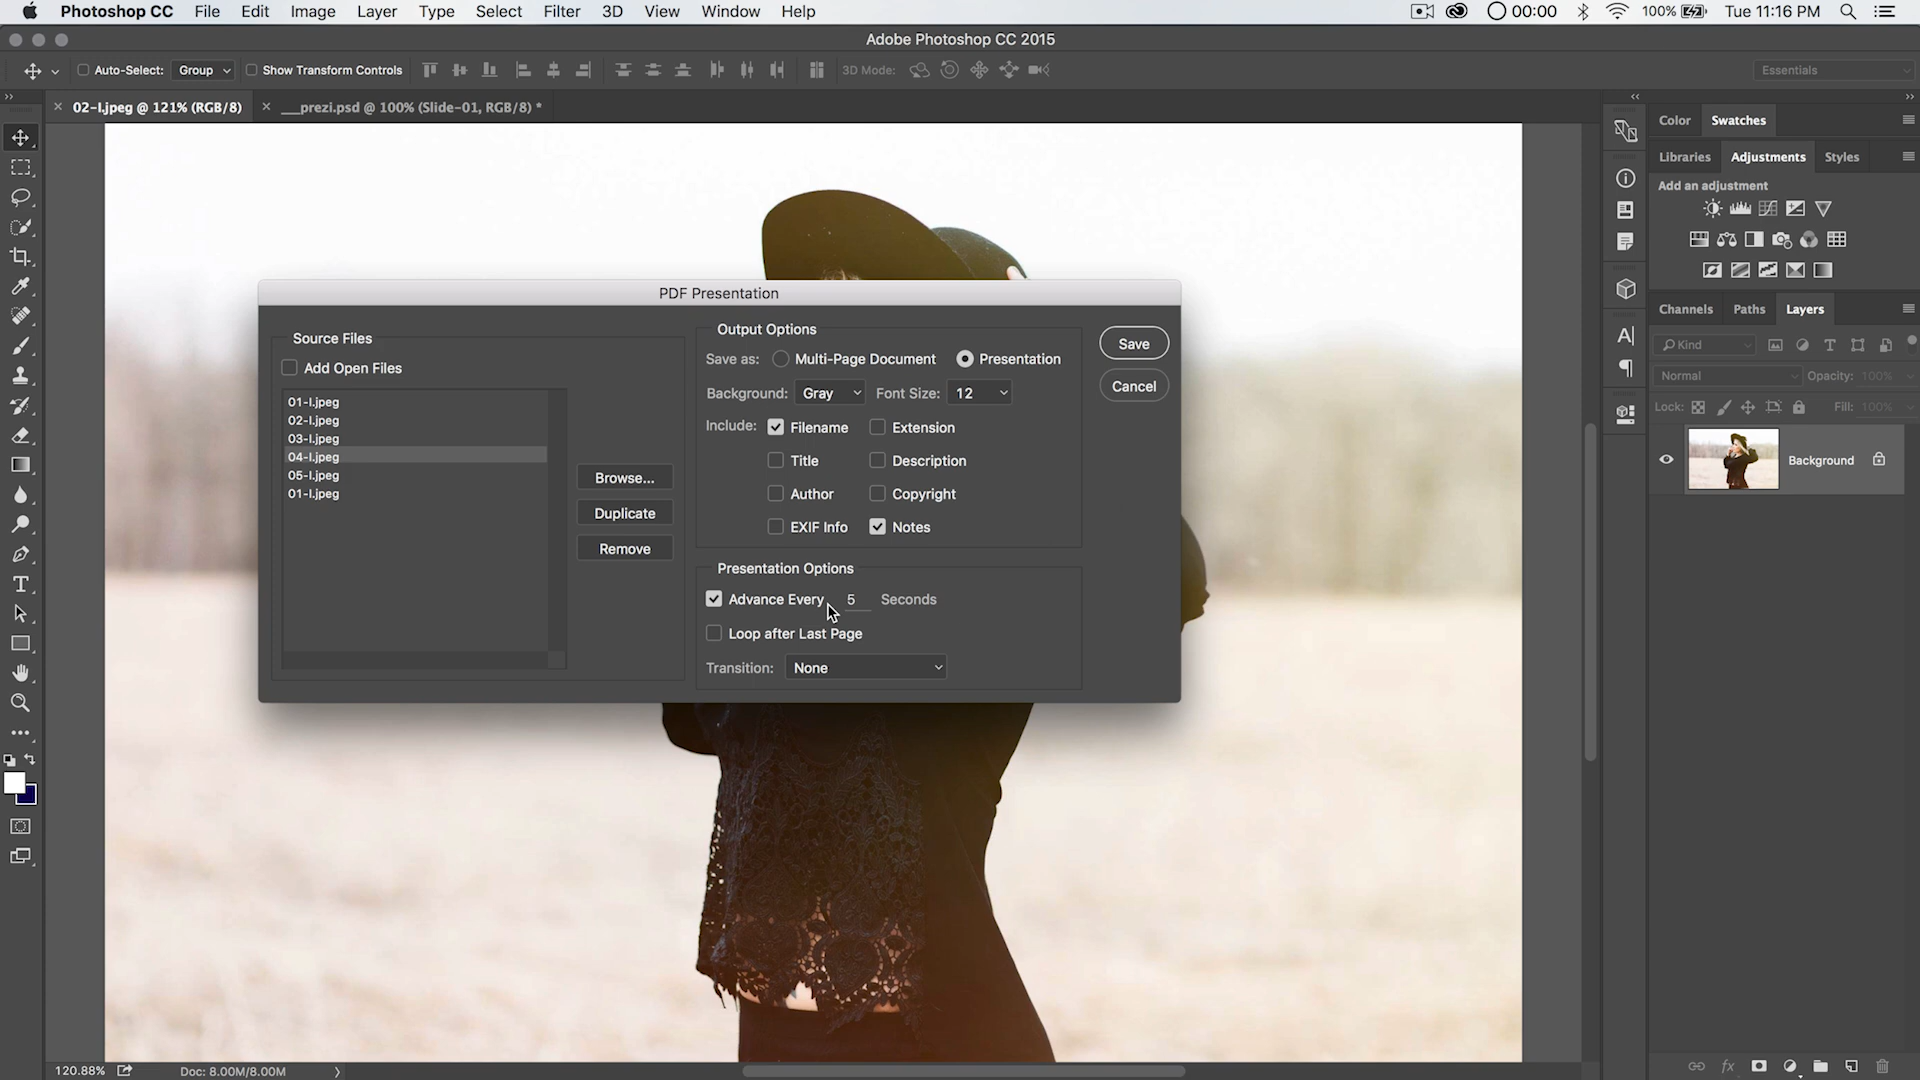 Photoshop CC File Edit Image Layer Type Select Filter 3D View Window Help 00:00 100% Tue 11:16 PM
Adobe Photoshop CC 2015
Auto-Select: Group Show Transform Controls 3D Mode: Essentials
02-l.jpeg @ 121% (RGB/8) ___prezi.psd @ 100% (Slide-01, RGB/8) *
Color Swatches
Libraries Adjustments Styles
Add an adjustment
Channels Paths Layers
Kind
Normal Opacity: 100%
Lock: Fill: 100%
Background
PDF Presentation
Source Files
Add Open Files
01-l.jpeg
02-l.jpeg
03-l.jpeg
04-l.jpeg
05-l.jpeg
01-l.jpeg
Browse...
Duplicate
Remove
Output Options
Save as: Multi-Page Document Presentation
Background: Gray Font Size: 12
Include: Filename Extension
Title Description
Author Copyright
EXIF Info Notes
Presentation Options
Advance Every 5 Seconds
Loop after Last Page
Transition: None
Save
Cancel
120.88% Doc: 8.00M/8.00M
fx